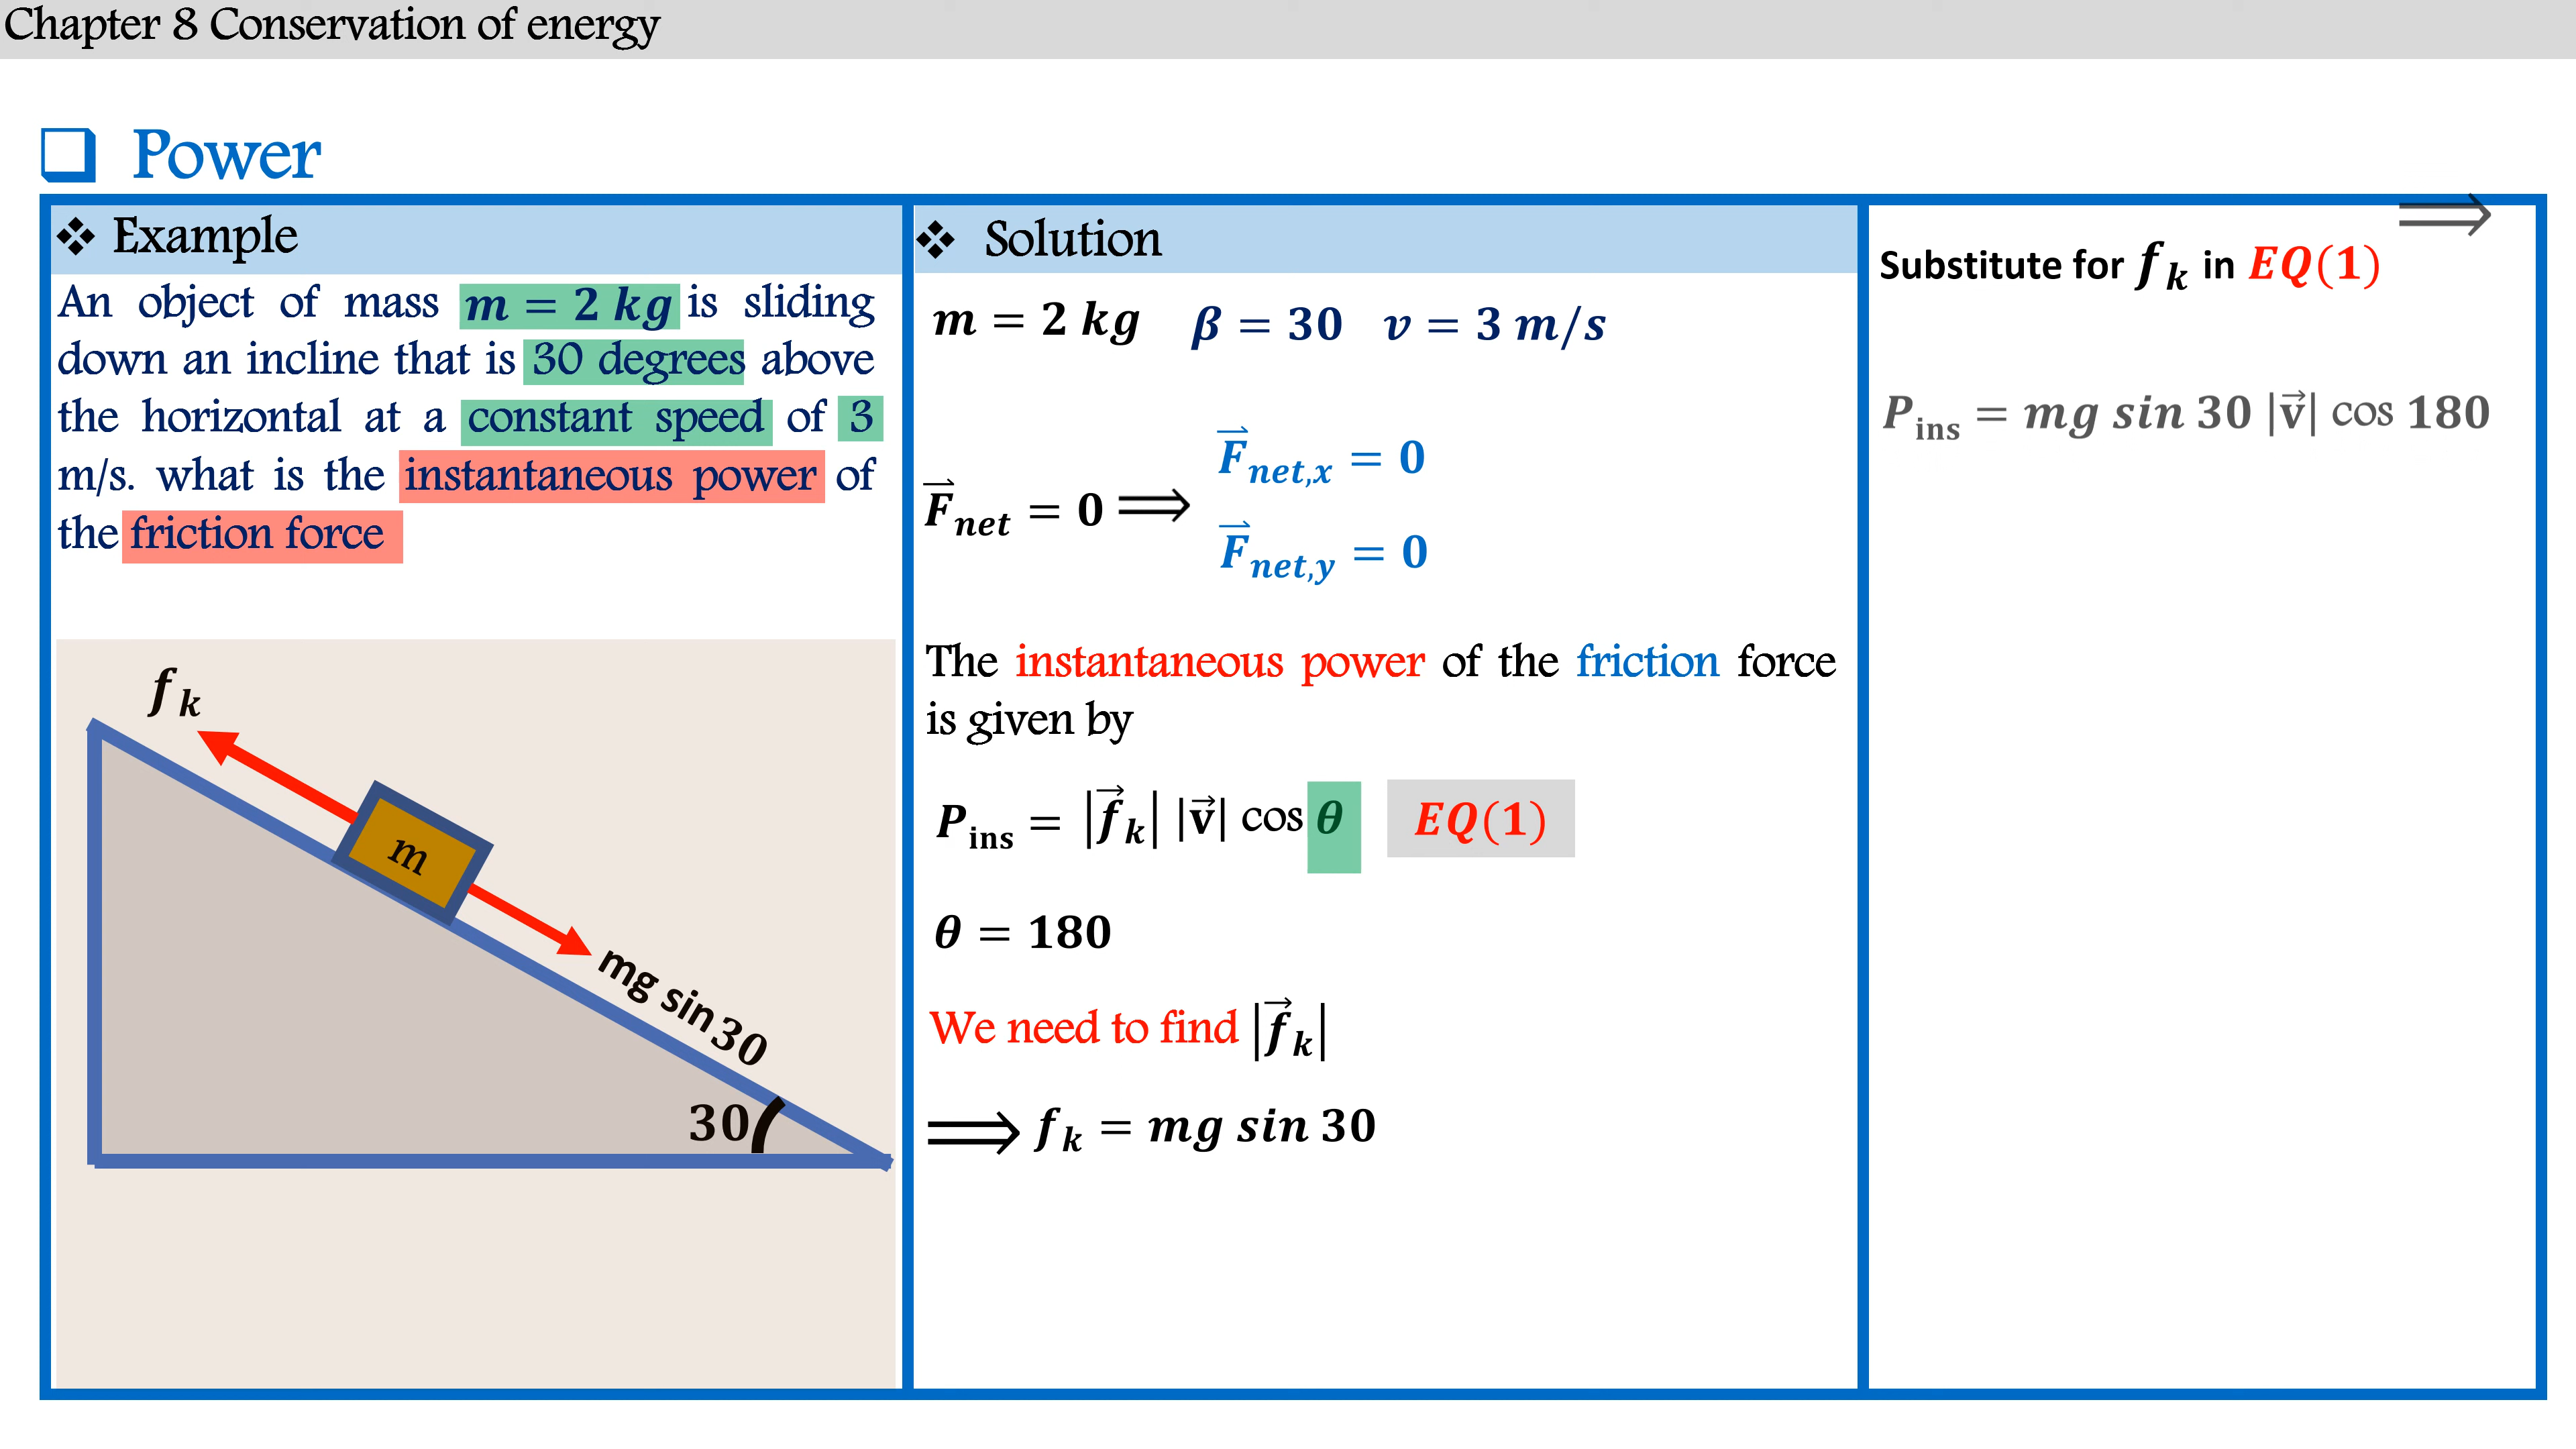 Chapter 8 Conservation of energy
❑ Power
❖ Example
An object of mass m = 2 kg is sliding
down an incline that is 30 degrees above
the horizontal at a constant speed of 3
m/s. what is the instantaneous power of
the friction force
f_k
m
mg sin 30
30
❖ Solution
m = 2 kg β = 30 v = 3 m/s
F⃗_net,x = 0
F⃗_net = 0 ⟹
F⃗_net,y = 0
The instantaneous power of the friction force
is given by
P_ins = |f⃗_k| |v⃗| cos θ EQ(1)
θ = 180
We need to find |f⃗_k|
⟹ f_k = mg sin 30
⟹
Substitute for f_k in EQ(1)
P_ins = mg sin 30 |v⃗| cos 180